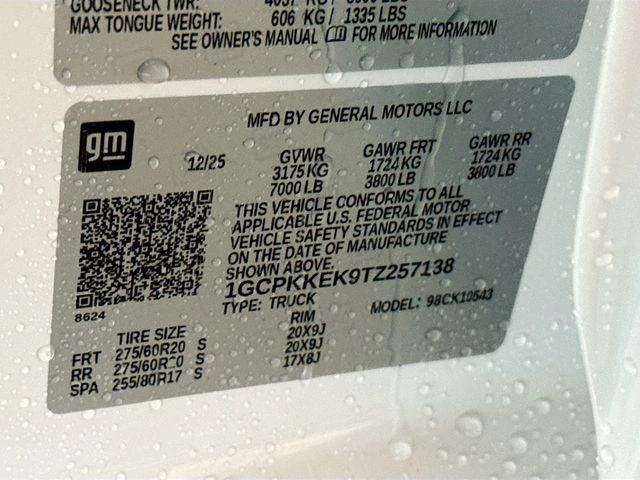 GOOSENECK TWR:
MAX TONGUE WEIGHT: 606 KG / 1335 LBS
SEE OWNER'S MANUAL FOR MORE INFORMATION
MFD BY GENERAL MOTORS LLC
gm
12/25 GVWR GAWR FRT GAWR RR
3175 KG 1724 KG 1724 KG
7000 LB 3800 LB 3800 LB
THIS VEHICLE CONFORMS TO ALL
APPLICABLE U.S. FEDERAL MOTOR
VEHICLE SAFETY STANDARDS IN EFFECT
ON THE DATE OF MANUFACTURE
SHOWN ABOVE.
1GCPKKEK9TZ257138
TYPE: TRUCK MODEL: 98CK10543
8624
TIRE SIZE RIM
FRT 275/60R20 S 20X9J
RR 275/60R20 S 20X9J
SPA 255/80R17 S 17X8J